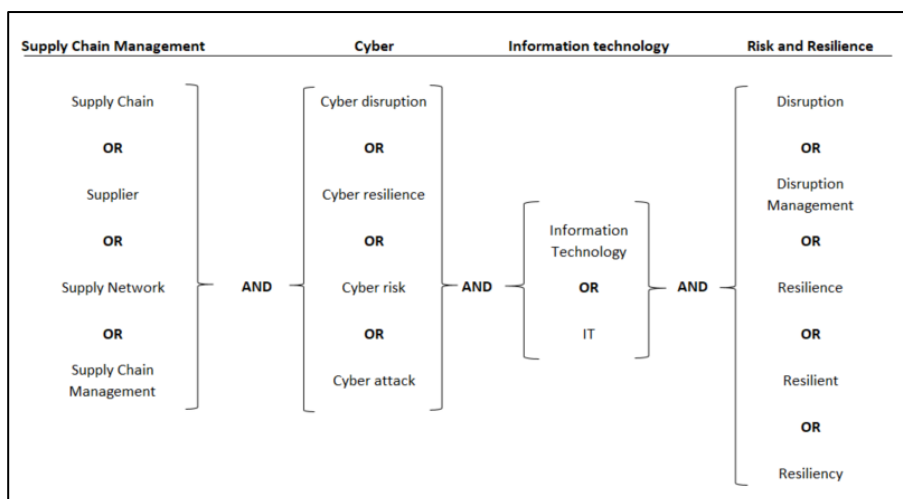 Supply Chain Management
Cyber
Information technology
Risk and Resilience
Supply Chain
OR
Supplier
OR
Supply Network
OR
Supply Chain
Management
AND
Cyber disruption
OR
Cyber resilience
OR
Cyber risk
OR
Cyber attack
AND
Information
Technology
OR
IT
AND
Disruption
OR
Disruption
Management
OR
Resilience
OR
Resilient
OR
Resiliency